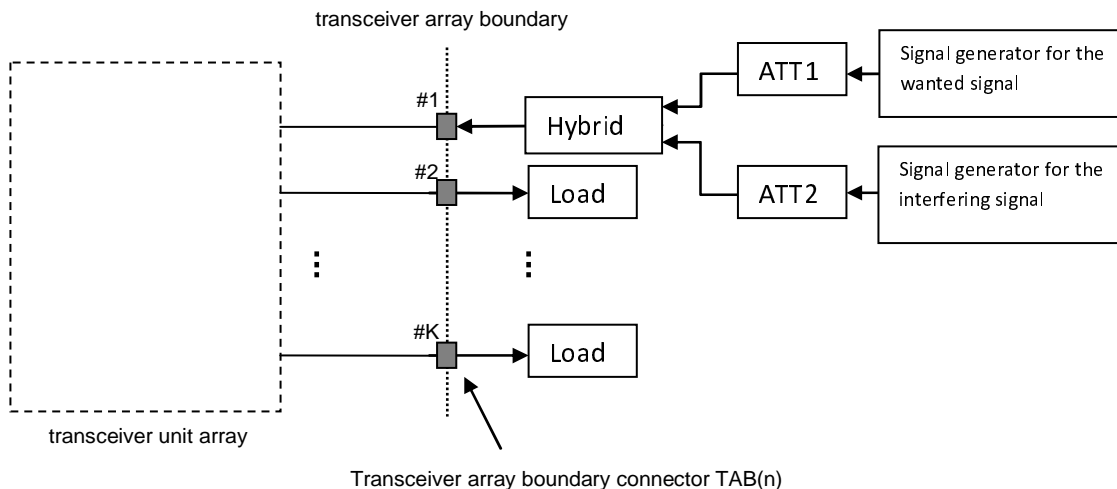 transceiver array boundary
Signal generator for the
wanted signal
ATT1
#1
Hybrid
#2
Load
ATT2
Signal generator for the
interfering signal
#K
Load
transceiver unit array
Transceiver array boundary connector TAB(n)